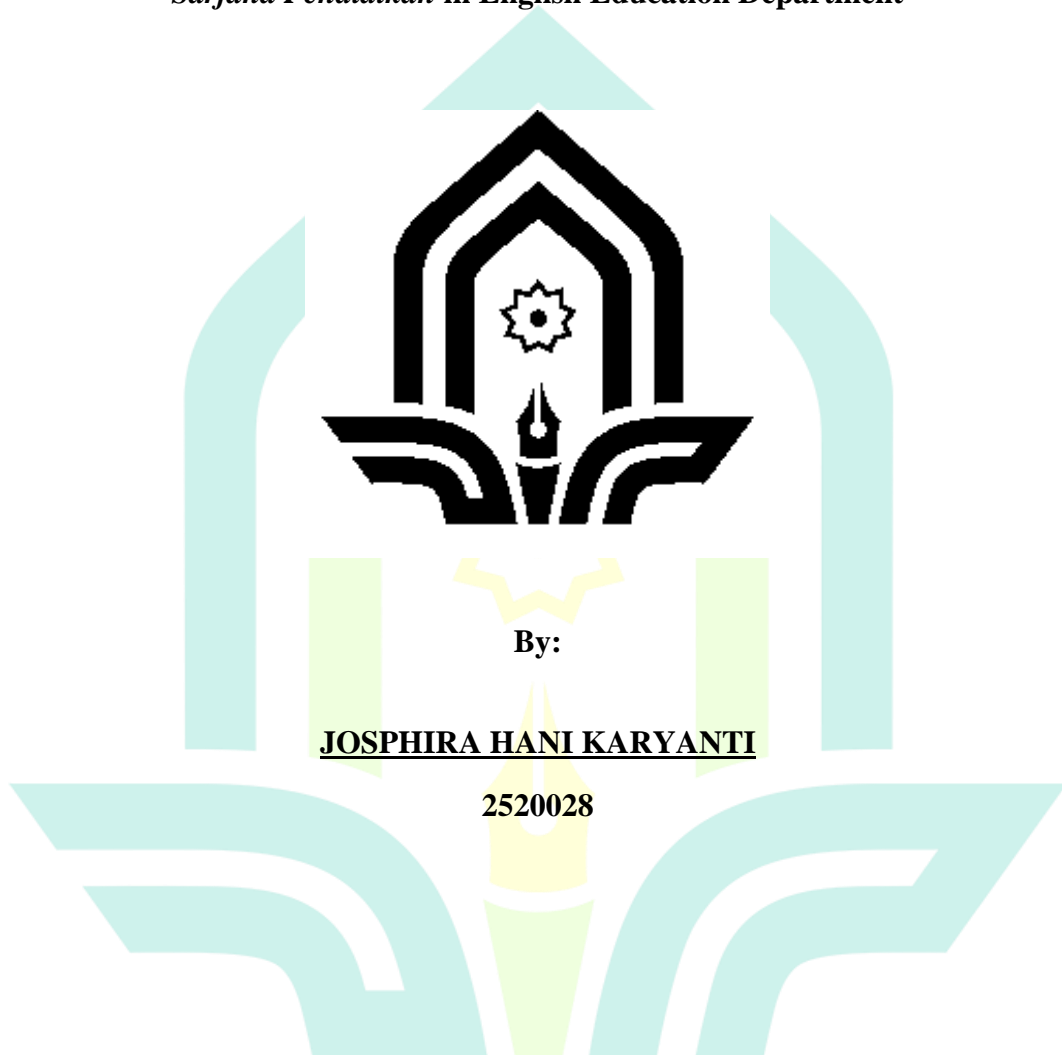 Sarjana Pendidikan in English Education Department
By:
JOSPHIRA HANI KARYANTI
2520028